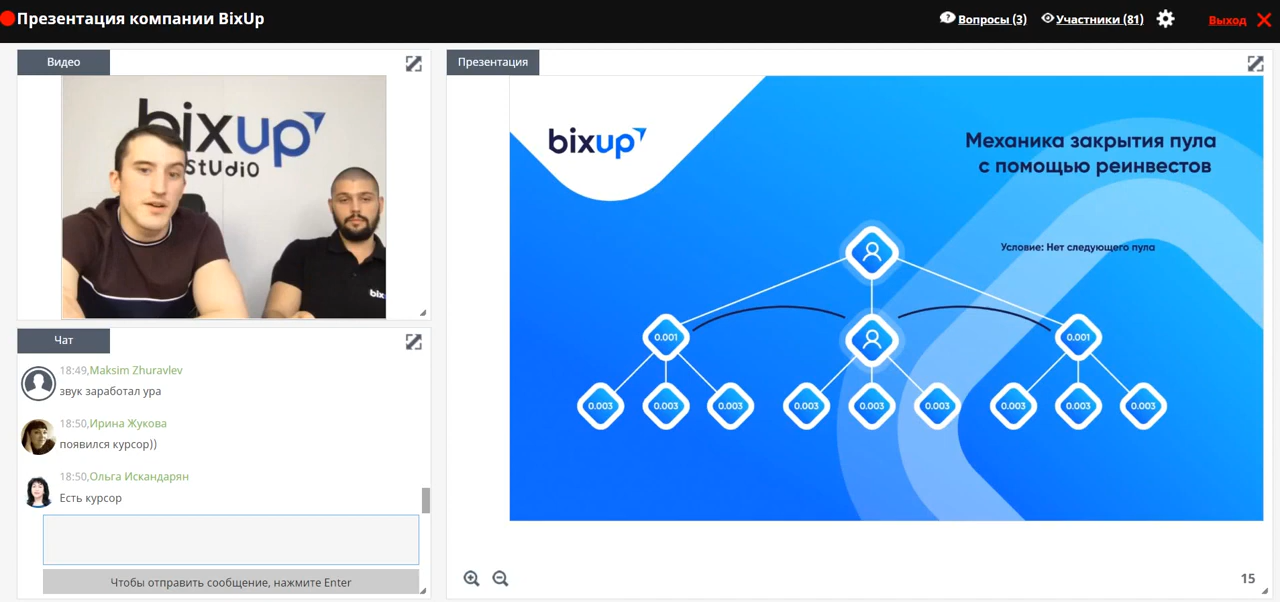 Презентация компании BixUp
Вопросы (3)
Участники (81)
Выход
Видео
bixup
StUdiO
bix
Чат
18:49,Maksim Zhuravlev
звук заработал ура
18:50,Ирина Жукова
появился курсор))
18:50,Ольга Искандарян
Есть курсор
Чтобы отправить сообщение, нажмите Enter
Презентация
bixup
Механика закрытия пула
с помощью реинвестов
Условие: Нет следующего пула
0.001
0.001
0.003 0.003 0.003 0.003 0.003 0.003 0.003 0.003 0.003
15